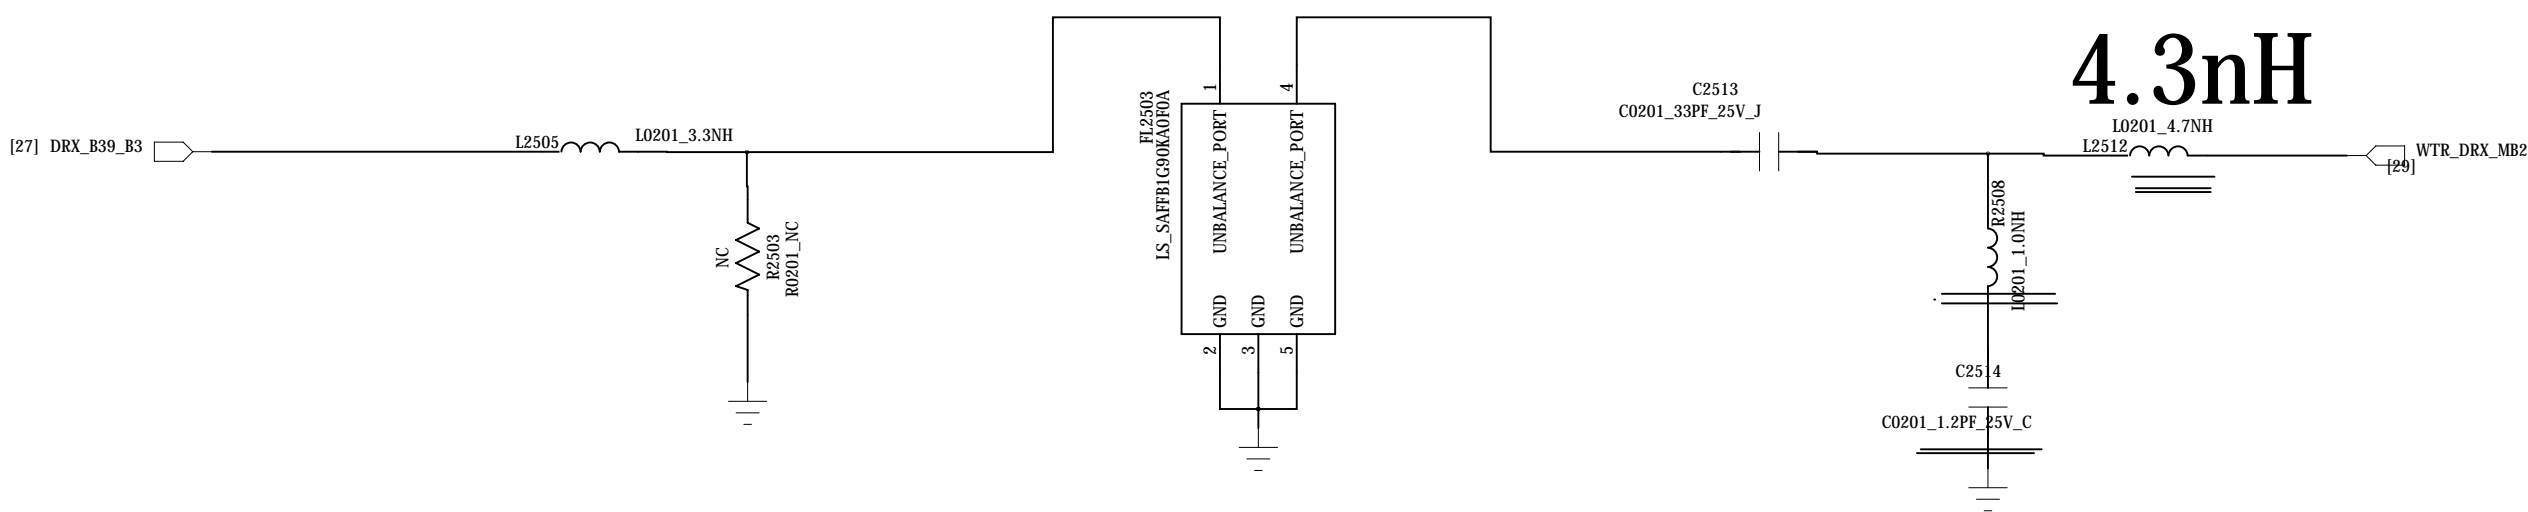 4.3nH
[27] DRX_B39_B3
L2505
L0201_3.3NH
NC
R2503
R0201_NC
FL2503
LS_SAFFB1G90KA0F0A
1
4
UNBALANCE_PORT
UNBALANCE_PORT
GND
GND
GND
2
3
5
C2513
C0201_33PF_25V_J
L0201_4.7NH
L2512
WTR_DRX_MB2
[29]
R2508
L0201_1.0NH
C2514
C0201_1.2PF_25V_C